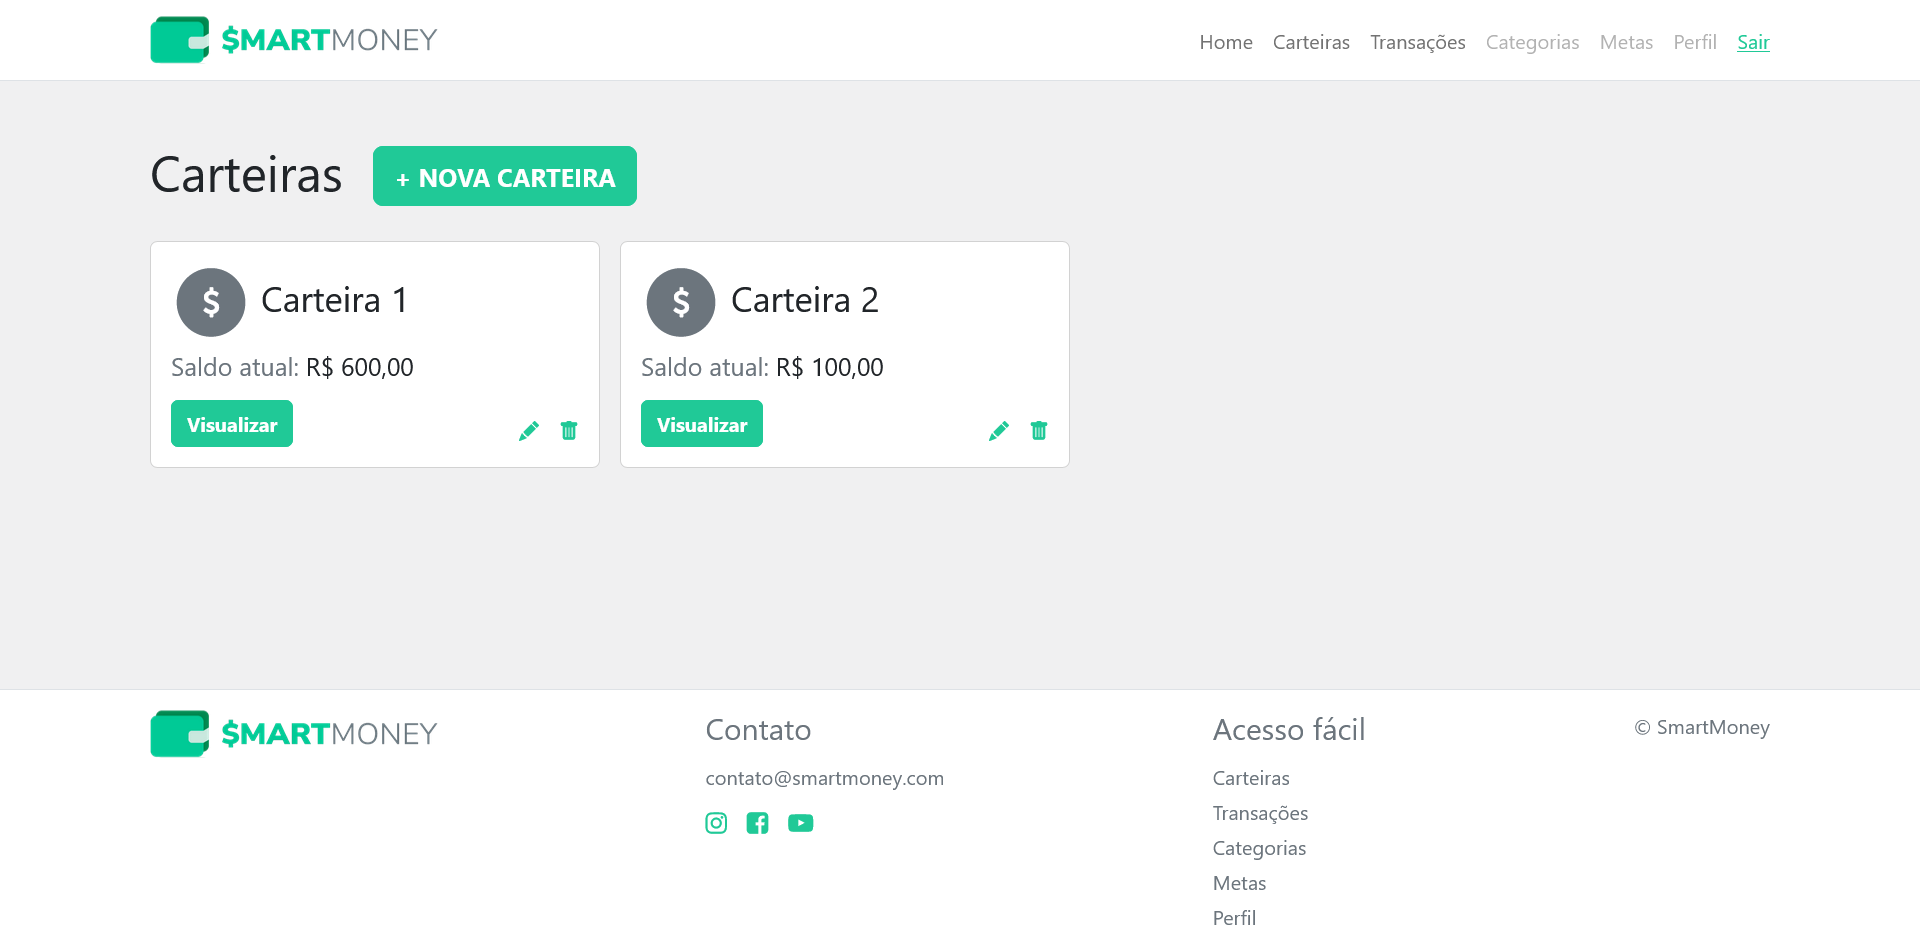 $MARTMONEY
Home Carteiras Transações Categorias Metas Perfil Sair
Carteiras + NOVA CARTEIRA
$ Carteira 1
Saldo atual: R$ 600,00
Visualizar
$ Carteira 2
Saldo atual: R$ 100,00
Visualizar
$MARTMONEY
Contato
contato@smartmoney.com
Acesso fácil
Carteiras
Transações
Categorias
Metas
Perfil
© SmartMoney